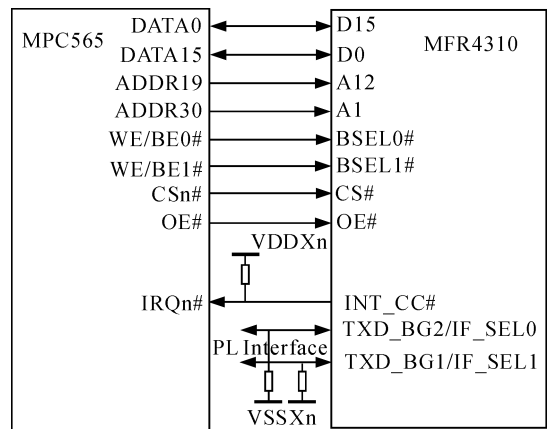 MPC565
MFR4310
DATA0 D15
DATA15 D0
ADDR19 A12
ADDR30 A1
WE/BE0# BSEL0#
WE/BE1# BSEL1#
CSn# CS#
OE# OE#
VDDXn
IRQn# INT_CC#
TXD_BG2/IF_SEL0
PL Interface
TXD_BG1/IF_SEL1
VSSXn